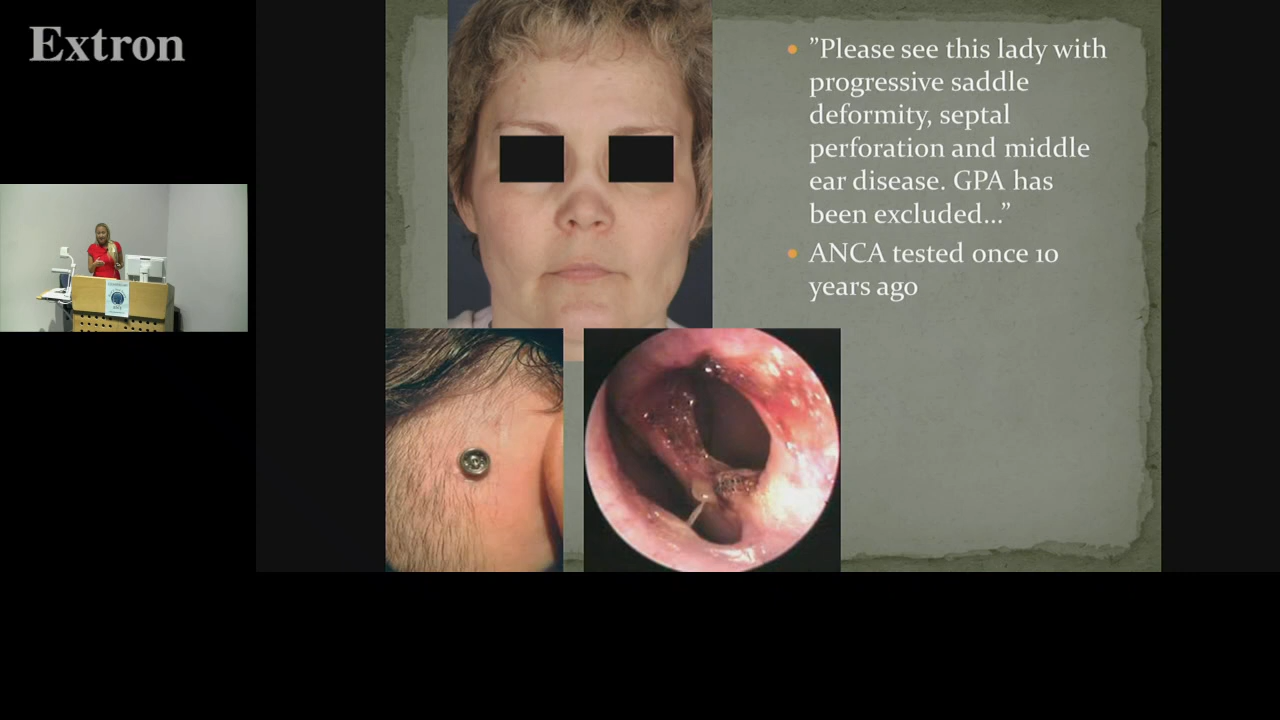 Extron
”Please see this lady with
progressive saddle
deformity, septal
perforation and middle
ear disease. GPA has
been excluded...”
ANCA tested once 10
years ago